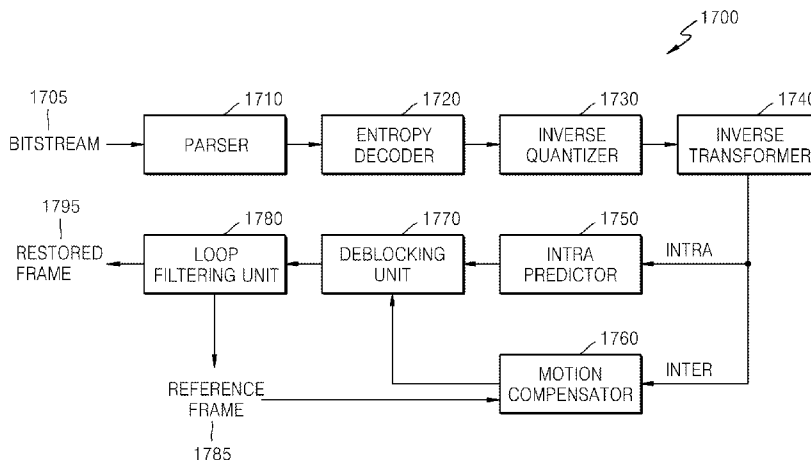 1700
1705
1710
1720
1730
1740
BITSTREAM
PARSER
ENTROPY
DECODER
INVERSE
QUANTIZER
INVERSE
TRANSFORMER
1795
1780
1770
1750
RESTORED
FRAME
LOOP
FILTERING UNIT
DEBLOCKING
UNIT
INTRA
PREDICTOR
INTRA
1760
REFERENCE
FRAME
1785
MOTION
COMPENSATOR
INTER